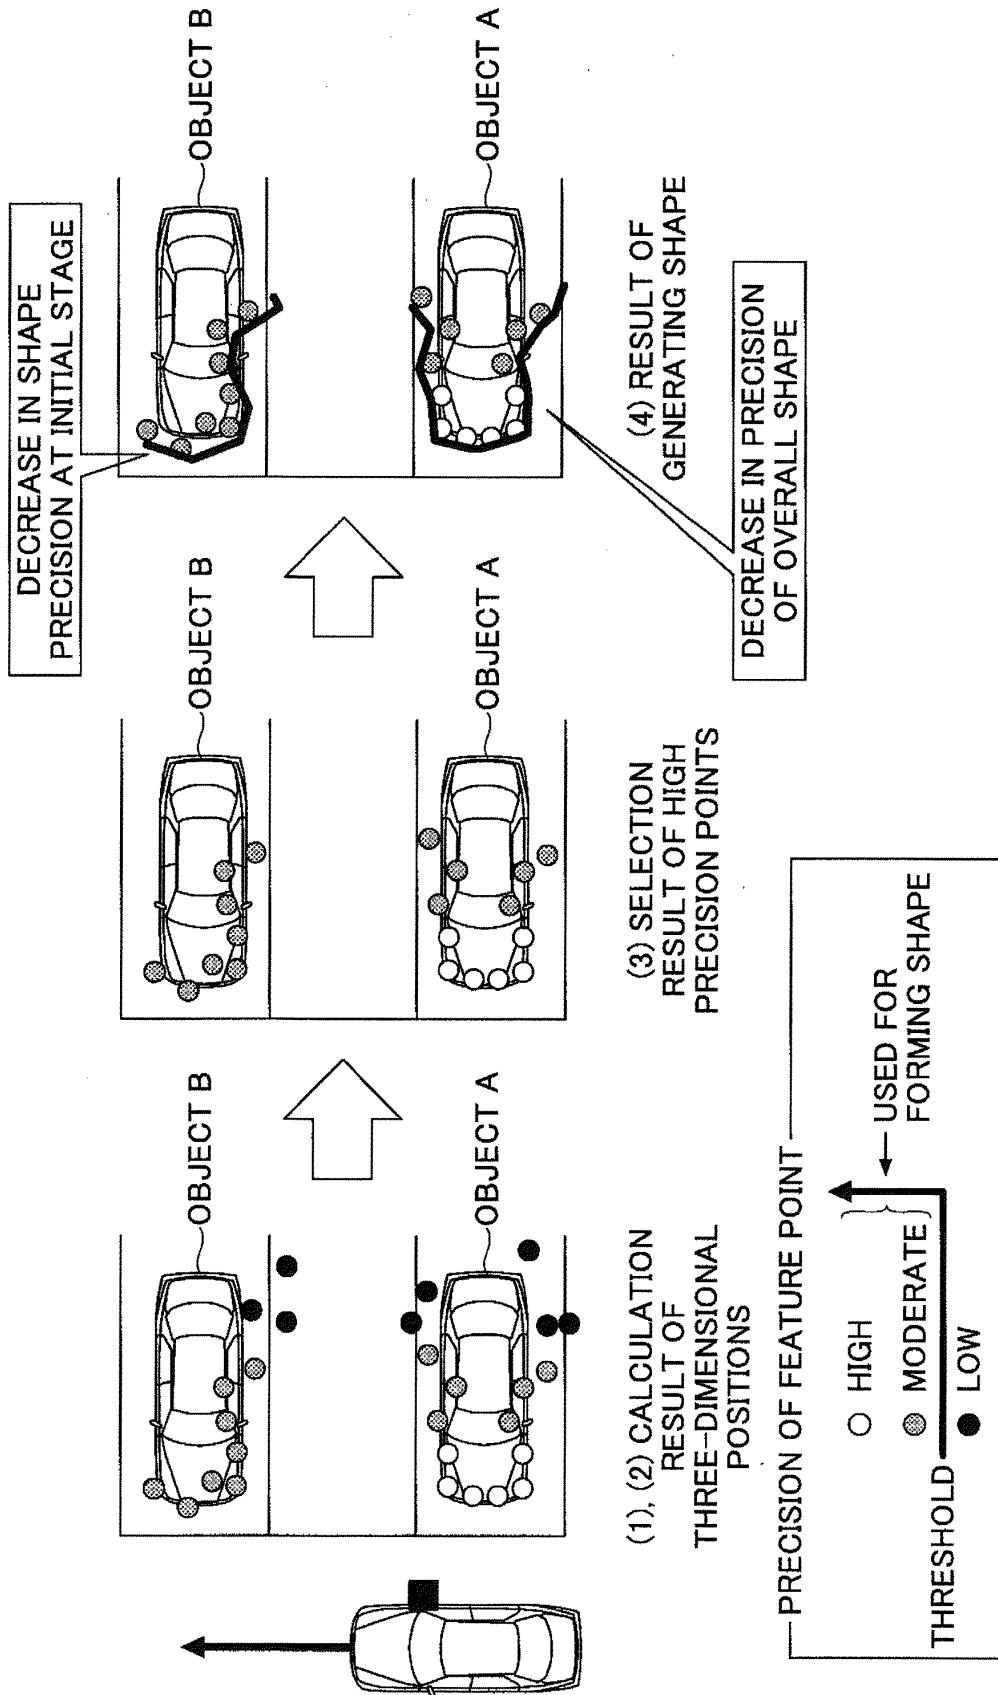 DECREASE IN SHAPE
PRECISION AT INITIAL STAGE
OBJECT B
OBJECT B
OBJECT B
OBJECT A
OBJECT A
OBJECT A
(1), (2) CALCULATION
RESULT OF
THREE-DIMENSIONAL
POSITIONS
(3) SELECTION
RESULT OF HIGH
PRECISION POINTS
(4) RESULT OF
GENERATING SHAPE
DECREASE IN PRECISION
OF OVERALL SHAPE
PRECISION OF FEATURE POINT
HIGH
MODERATE
USED FOR
FORMING SHAPE
THRESHOLD
LOW